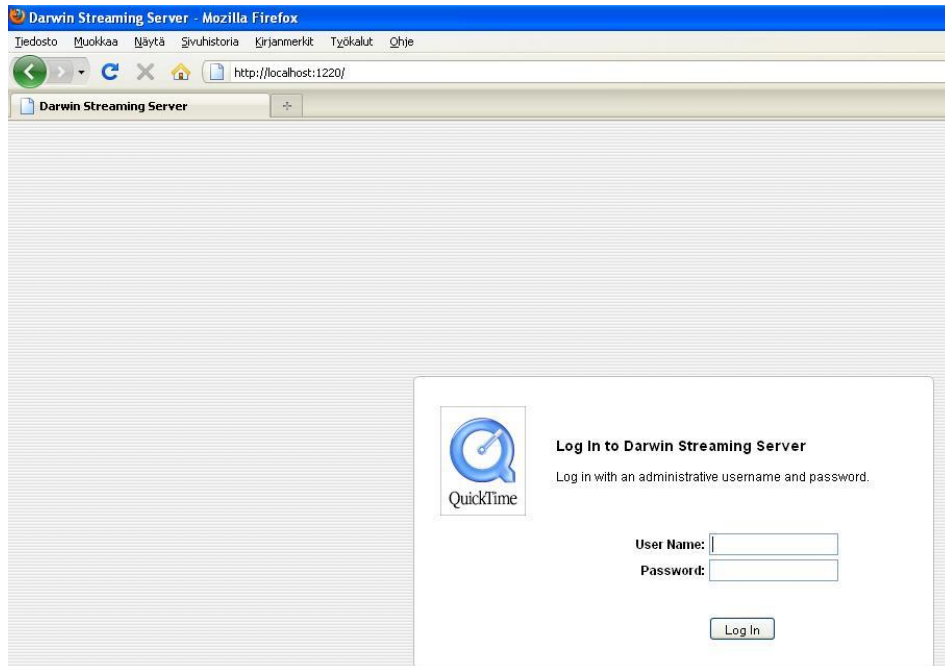 Darwin Streaming Server - Mozilla Firefox
Tiedosto Muokkaa Näytä Sivuhistoria Kirjanmerkit Työkalut Ohje
http://localhost:1220/
Darwin Streaming Server
Log In to Darwin Streaming Server
Log in with an administrative username and password.
QuickTime
User Name:
Password:
Log In